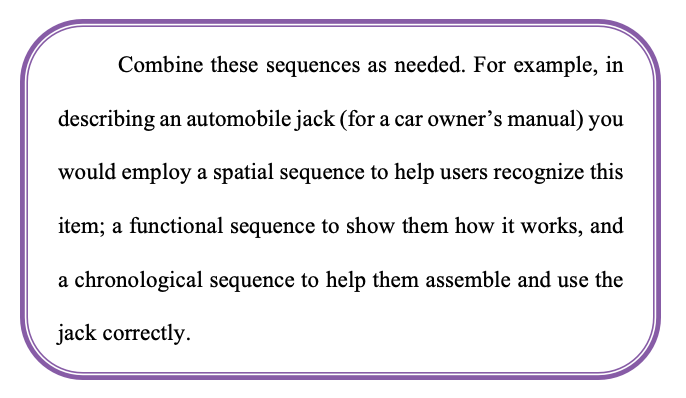 Combine these sequences as needed. For example, in
describing an automobile jack (for a car owner’s manual) you
would employ a spatial sequence to help users recognize this
item; a functional sequence to show them how it works, and
a chronological sequence to help them assemble and use the
jack correctly.